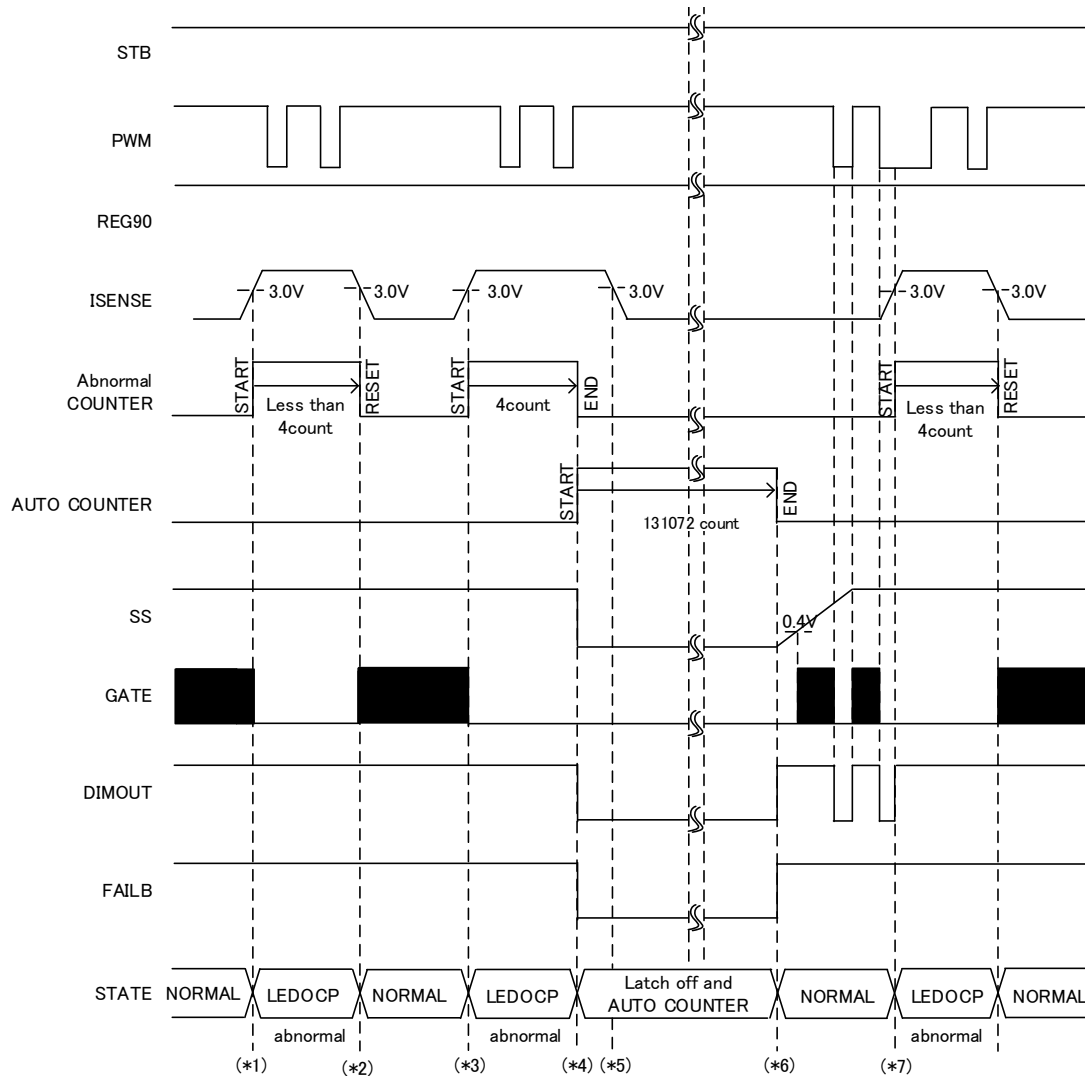 STB
PWM
REG90
ISENSE
3.0V
3.0V
3.0V
3.0V
3.0V
3.0V
Abnormal
COUNTER
START
Less than
4count
RESET
START
4count
END
START
Less than
4count
RESET
AUTO COUNTER
START
131072 count
END
SS
0.4V
GATE
DIMOUT
FAILB
STATE
NORMAL
LEDOCP
NORMAL
LEDOCP
Latch off and
AUTO COUNTER
NORMAL
LEDOCP
NORMAL
abnormal
abnormal
abnormal
(*1)
(*2)
(*3)
(*4)
(*5)
(*6)
(*7)